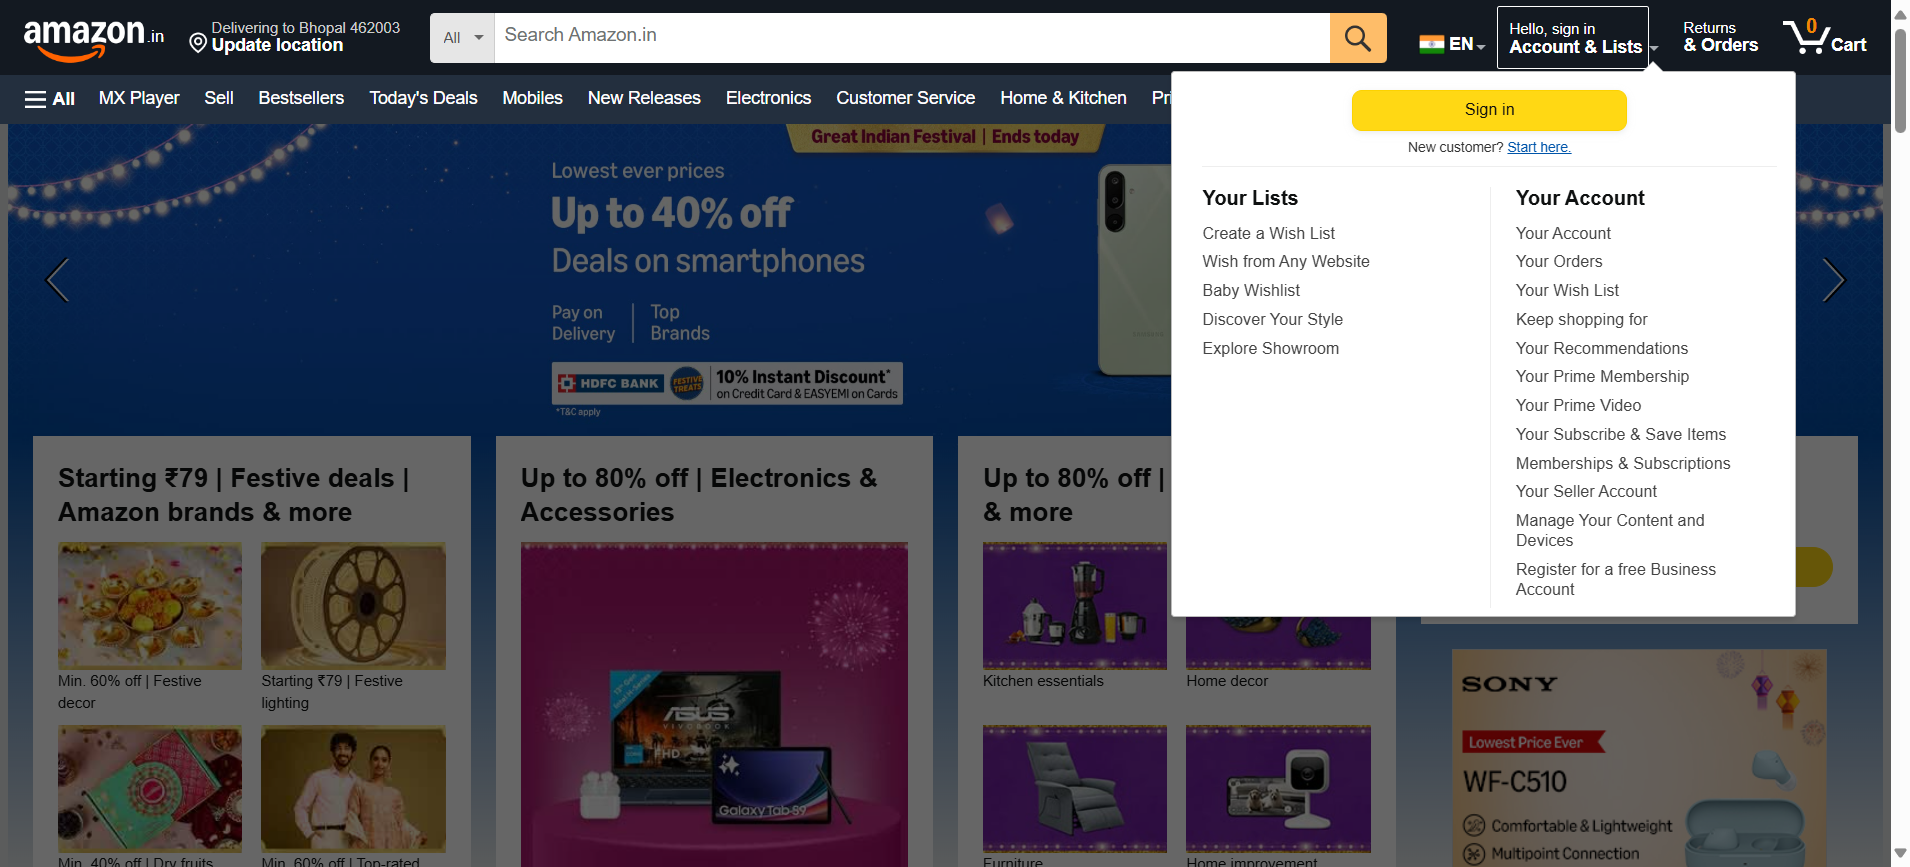 amazon.in
Delivering to Bhopal 462003
Update location
All
Search Amazon.in
EN
Hello, sign in
Account & Lists
Returns
& Orders
0
Cart
All
MX Player
Sell
Bestsellers
Today's Deals
Mobiles
New Releases
Electronics
Customer Service
Home & Kitchen
Pri
Sign in
New customer? Start here.
Your Lists
Create a Wish List
Wish from Any Website
Baby Wishlist
Discover Your Style
Explore Showroom
Your Account
Your Account
Your Orders
Your Wish List
Keep shopping for
Your Recommendations
Your Prime Membership
Your Prime Video
Your Subscribe & Save Items
Memberships & Subscriptions
Your Seller Account
Manage Your Content and
Devices
Register for a free Business
Account
Great Indian Festival | Ends today
Lowest ever prices
Up to 40% off
Deals on smartphones
Pay on
Delivery
Top
Brands
HDFC BANK
FESTIVE
TREATS
10% Instant Discount*
on Credit Card & EASYEMI on Cards
*T&C apply
Starting ₹79 | Festive deals |
Amazon brands & more
Min. 60% off | Festive
decor
Starting ₹79 | Festive
lighting
Min. 40% off | Dry fruits
Min. 60% off | Top-rated
Up to 80% off | Electronics &
Accessories
13th Gen
Intel H-Series
ASUS
VIVOBOOK
FHD
Galaxy Tab S9
Up to 80% off |
& more
Kitchen essentials
Home decor
Furniture
Home improvement
SONY
Lowest Price Ever
WF-C510
Comfortable & Lightweight
Multipoint Connection